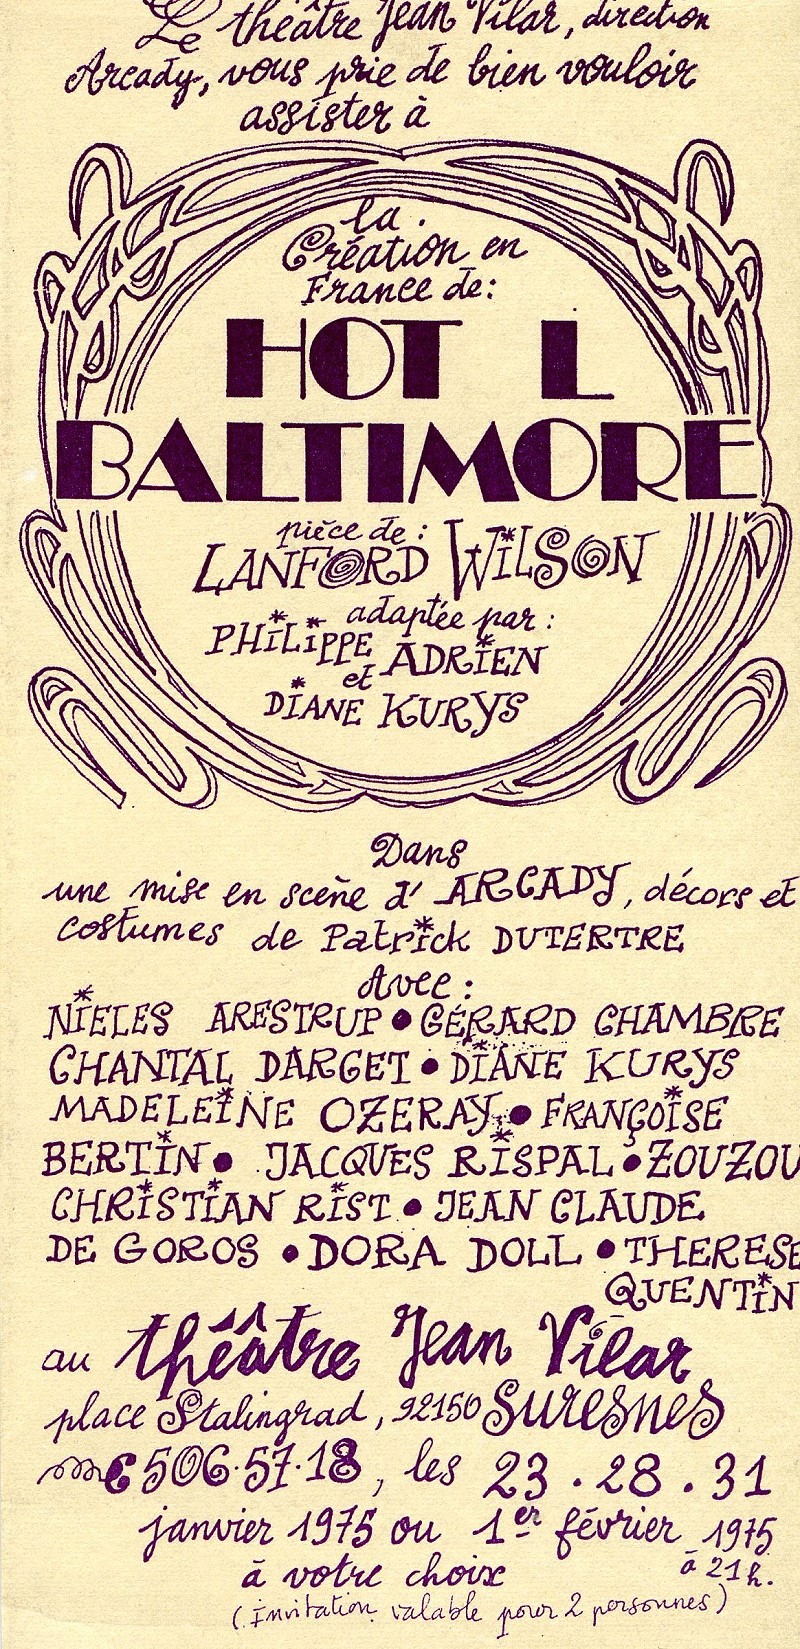 Le théâtre Jean Vilar, direction
Arcady, vous prie de bien vouloir
assister à
la
Création en
France de:
HOT L
BALTIMORE
pièce de:
LANFORD WILSON
adaptée par:
PHILIPPE ADRIEN
et
DIANE KURYS
Dans
une mise en scène d'ARCADY, décors et
costumes de Patrick DUTERTRE
Avec:
NIELES ARESTRUP • GÉRARD CHAMBRE
CHANTAL DARGET • DIANE KURYS
MADELEINE OZERAY • FRANÇOISE
BERTIN • JACQUES RISPAL • ZOUZOU
CHRISTIAN RIST • JEAN CLAUDE
DE GOROS • DORA DOLL • THERESE
QUENTIN
au théâtre Jean Vilar
place Stalingrad, 92150 Suresnes
506.57.18, les 23.28.31
janvier 1975 ou 1er février 1975
à votre choix à 21h.
(Invitation valable pour 2 personnes)